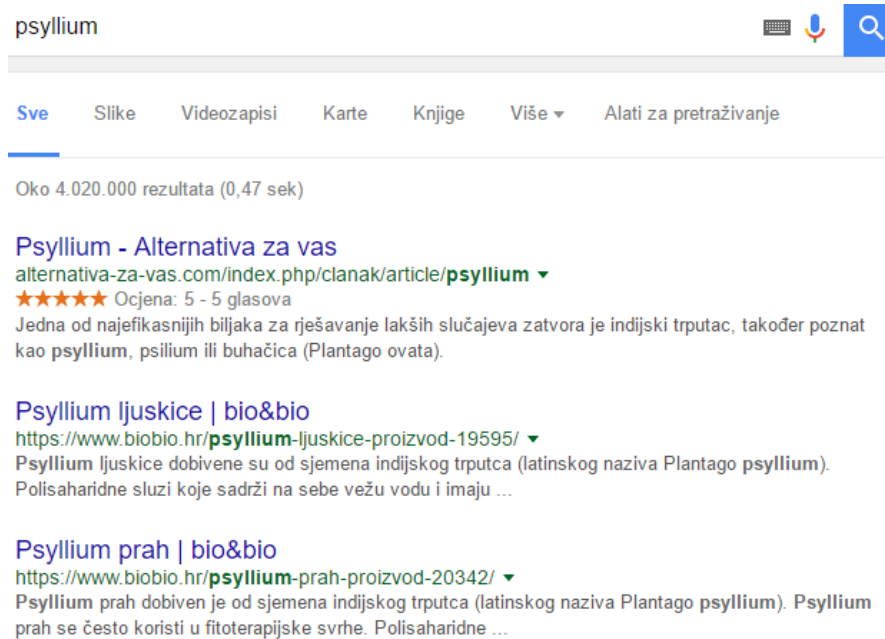 psyllium
Sve Slike Videozapisi Karte Knjige Više Alati za pretraživanje
Oko 4.020.000 rezultata (0,47 sek)
Psyllium - Alternativa za vas
alternativa-za-vas.com/index.php/clanak/article/psyllium
★★★★★ Ocjena: 5 - 5 glasova
Jedna od najefikasnijih biljaka za rješavanje lakših slučajeva zatvora je indijski trputac, također poznat
kao psyllium, psilium ili buhačica (Plantago ovata).
Psyllium ljuskice | bio&bio
https://www.biobio.hr/psyllium-ljuskice-proizvod-19595/
Psyllium ljuskice dobivene su od sjemena indijskog trputca (latinskog naziva Plantago psyllium).
Polisaharidne sluzi koje sadrži na sebe vežu vodu i imaju ...
Psyllium prah | bio&bio
https://www.biobio.hr/psyllium-prah-proizvod-20342/
Psyllium prah dobiven je od sjemena indijskog trputca (latinskog naziva Plantago psyllium). Psyllium
prah se često koristi u fitoterapijske svrhe. Polisaharidne ...